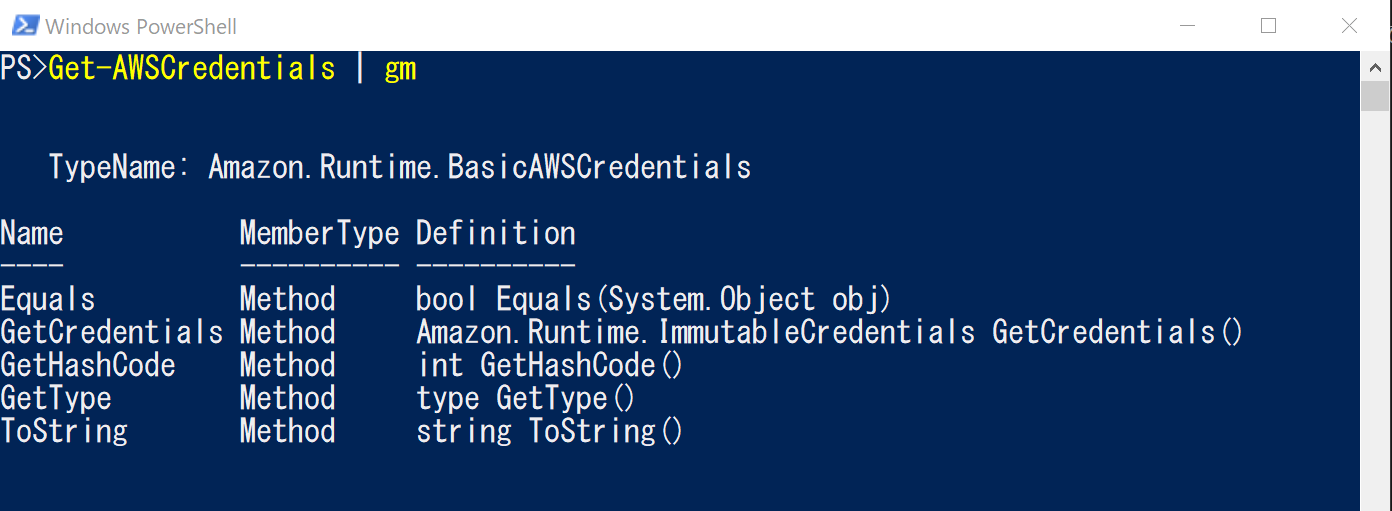 Windows PowerShell
PS>Get-AWSCredentials | gm
TypeName: Amazon.Runtime.BasicAWSCredentials
Name MemberType Definition
---- ---------- ----------
Equals Method bool Equals(System.Object obj)
GetCredentials Method Amazon.Runtime.ImmutableCredentials GetCredentials()
GetHashCode Method int GetHashCode()
GetType Method type GetType()
ToString Method string ToString()